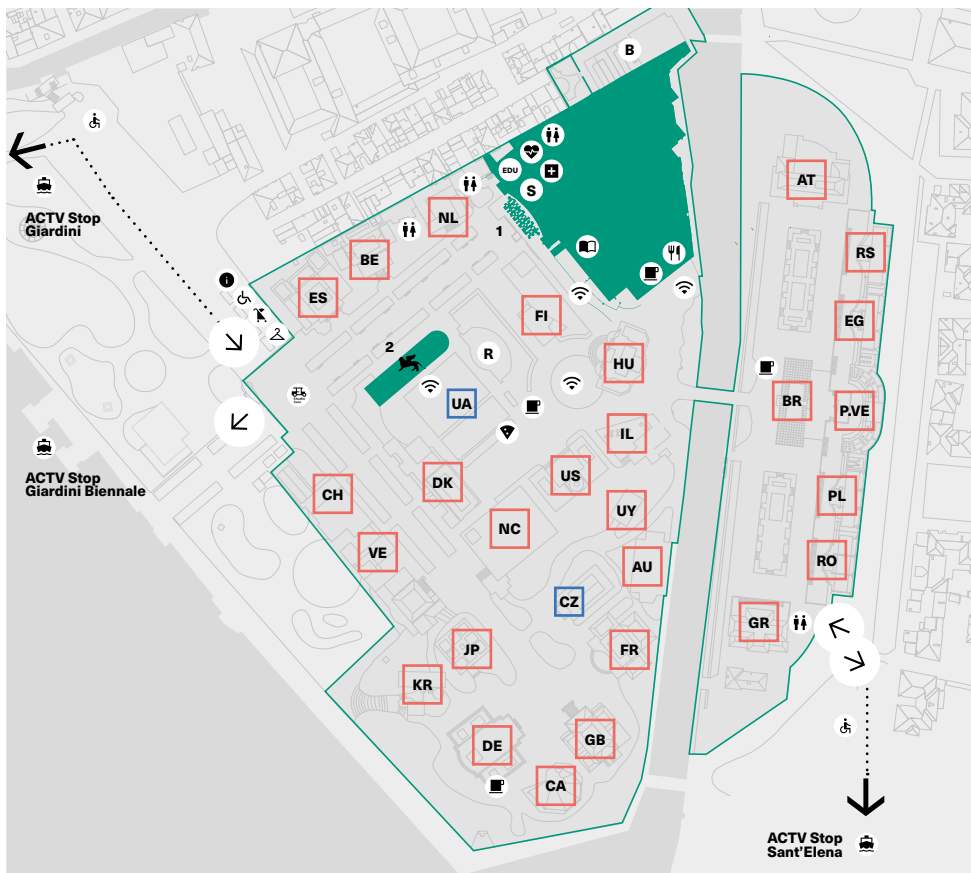 B
EDU
S
AT
ACTV Stop
Giardini
NL
1
BE
RS
ES
FI
EG
2
R
HU
UA
BR
P.VE
IL
ACTV Stop
Giardini Biennale
US
CH
DK
PL
UY
NC
VE
AU
RO
CZ
GR
JP
FR
KR
DE
GB
CA
ACTV Stop
Sant'Elena